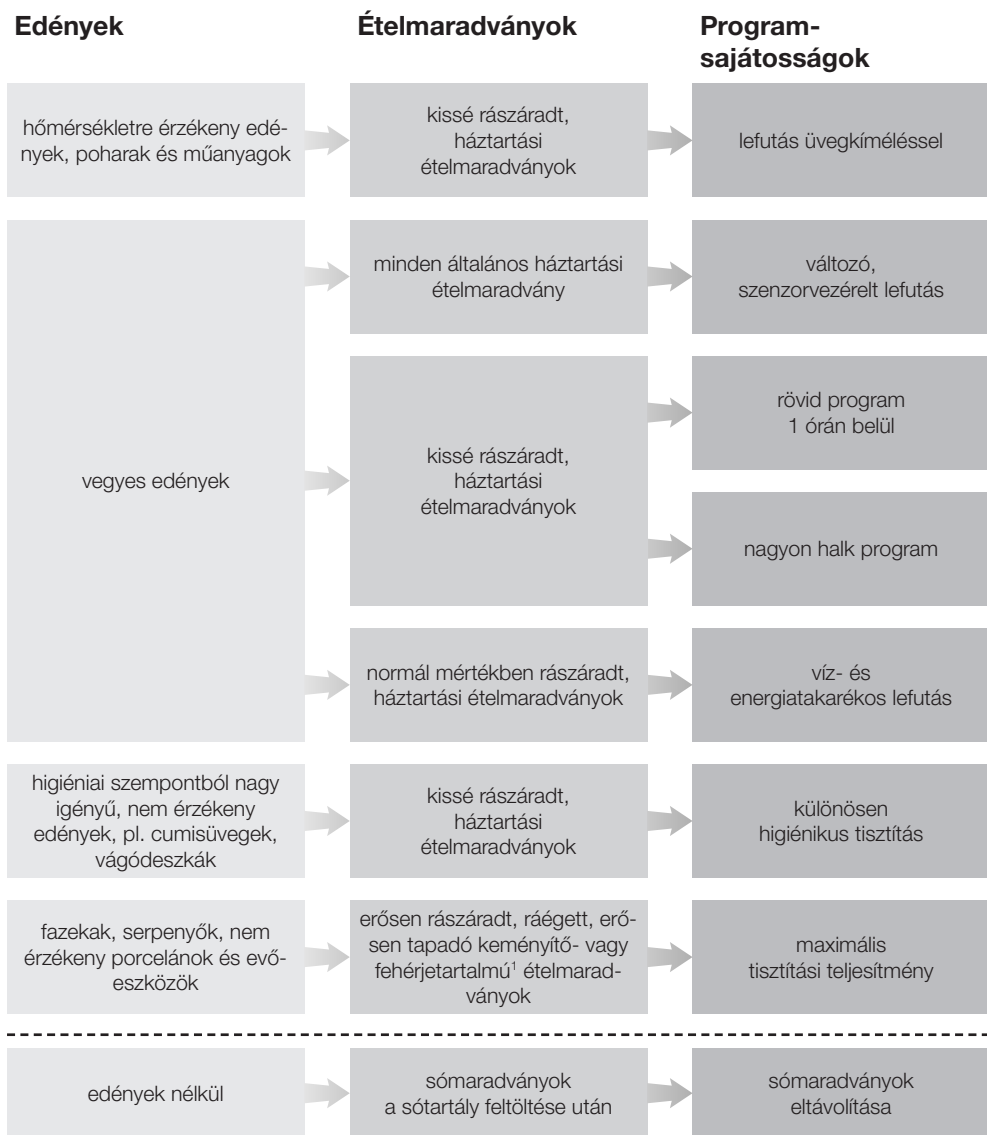 Edények
Ételmaradványok
Program-
sajátosságok
hőmérsékletre érzékeny edé-
nyek, poharak és műanyagok
kissé rászáradt,
háztartási
ételmaradványok
lefutás üvegkíméléssel
vegyes edények
minden általános háztartási
ételmaradvány
változó,
szenzorvezérelt lefutás
kissé rászáradt,
háztartási
ételmaradványok
rövid program
1 órán belül
nagyon halk program
normál mértékben rászáradt,
háztartási ételmaradványok
víz- és
energiatakarékos lefutás
higiéniai szempontból nagy
igényű, nem érzékeny
edények, pl. cumisüvegek,
vágódeszkák
kissé rászáradt,
háztartási
ételmaradványok
különösen
higiénikus tisztítás
fazekak, serpenyők, nem
érzékeny porcelánok és evő-
eszközök
erősen rászáradt, ráégett, erő-
sen tapadó keményítő- vagy
fehérjetartalmú¹ ételmarad-
ványok
maximális
tisztítási teljesítmény
edények nélkül
sómaradványok
a sótartály feltöltése után
sómaradványok
eltávolítása